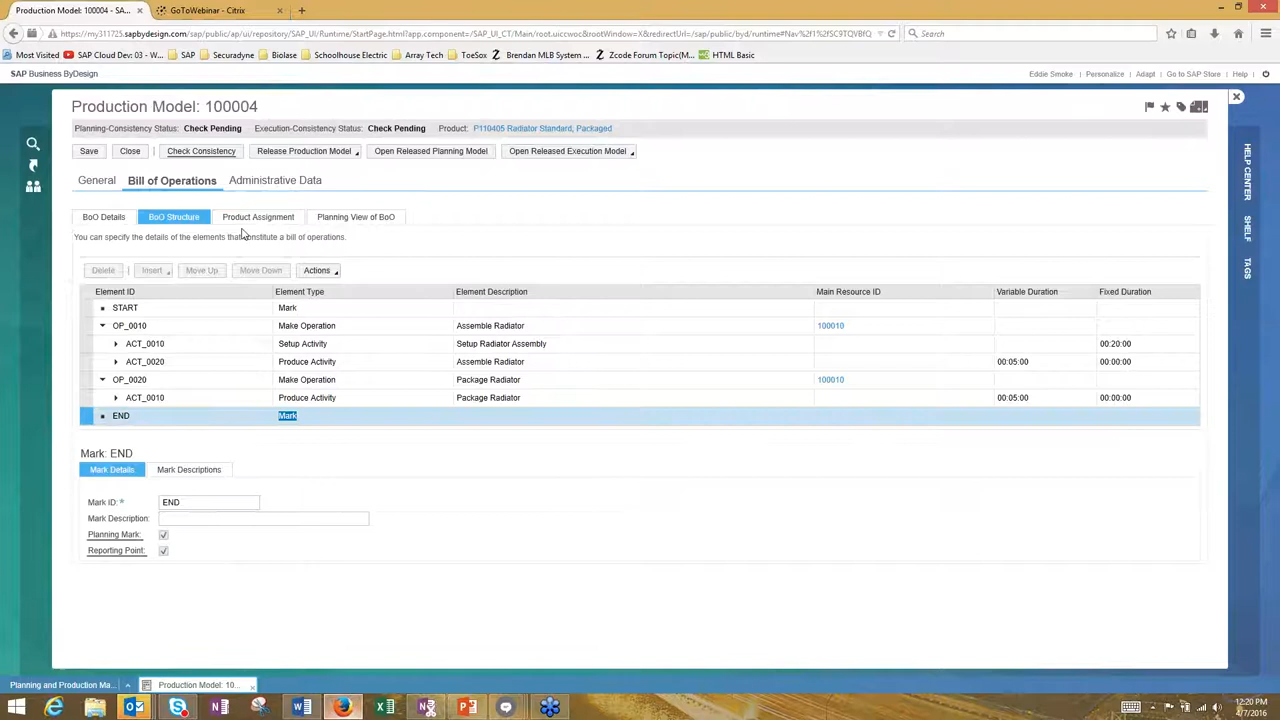 Production Model: 100004 - SA... × GoToWebinar - Citrix × +
https://my311725.sapbydesign.com/sap/public/ap/ui/repository/SAP_UI/Runtime/StartPage.html?app.component=/SAP_UI_CT/Main/root.uiccwoc&rootWindow=X&redirectUrl=/sap/public/byd/runtime#Nav Search
Most Visited SAP Cloud Dev: 03 - W... SAP Securadyne Biolase Schoolhouse Electric Array Tech ToeSox Brendan MLB System ... Zcode Forum Topic(M... HTML Basic
SAP Business ByDesign Eddie Smoke Personalize Adapt Go to SAP Store Help
Production Model: 100004
Planning-Consistency Status: Check Pending Execution-Consistency Status: Check Pending Product: P110405 Radiator Standard, Packaged
Save Close Check Consistency Release Production Model Open Released Planning Model Open Released Execution Model
General Bill of Operations Administrative Data
BoO Details BoO Structure Product Assignment Planning View of BoO
You can specify the details of the elements that constitute a bill of operations.
Delete Insert Move Up Move Down Actions
Element ID Element Type Element Description Main Resource ID Variable Duration Fixed Duration
START Mark
OP_0010 Make Operation Assemble Radiator 100010
ACT_0010 Setup Activity Setup Radiator Assembly 00:20:00
ACT_0020 Produce Activity Assemble Radiator 00:05:00 00:00:00
OP_0020 Make Operation Package Radiator 100010
ACT_0010 Produce Activity Package Radiator 00:05:00 00:00:00
END Mark
Mark: END
Mark Details Mark Descriptions
Mark ID:* END
Mark Description:
Planning Mark:
Reporting Point:
HELP CENTER
SHELF
TAGS
Planning and Production Ma... Production Model: 10...
12:20 PM
4/7/2016